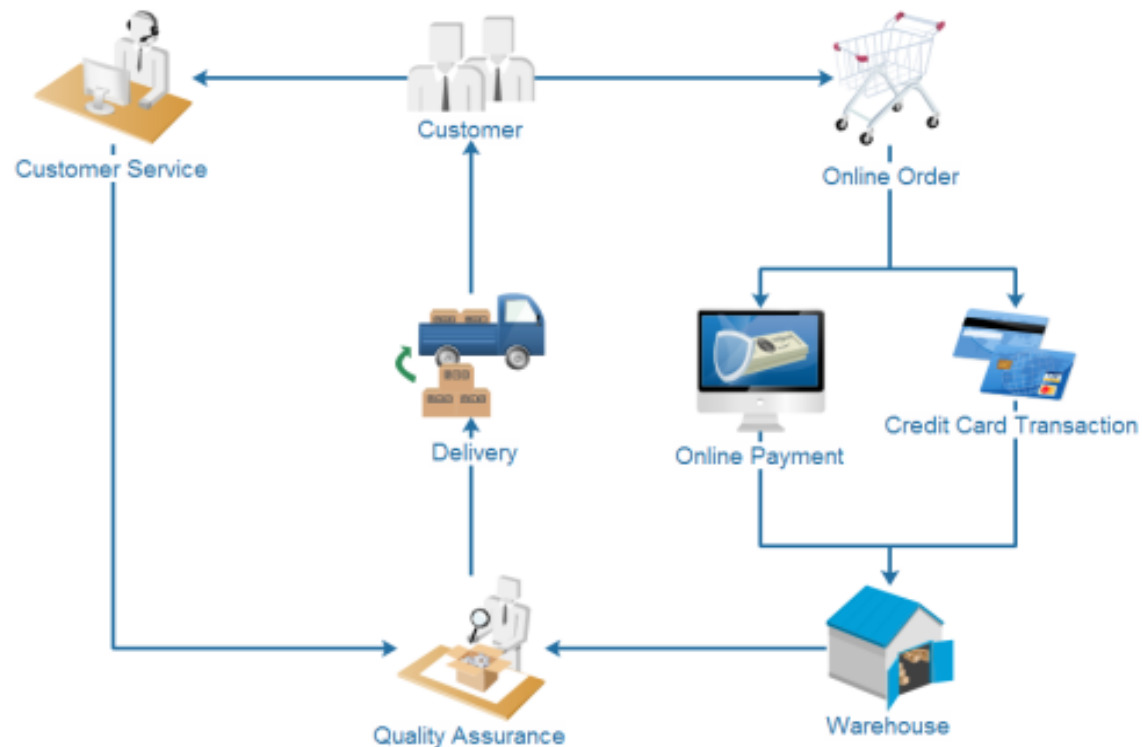 Customer
Customer Service
Online Order
Credit Card Transaction
Delivery
Online Payment
Quality Assurance
Warehouse